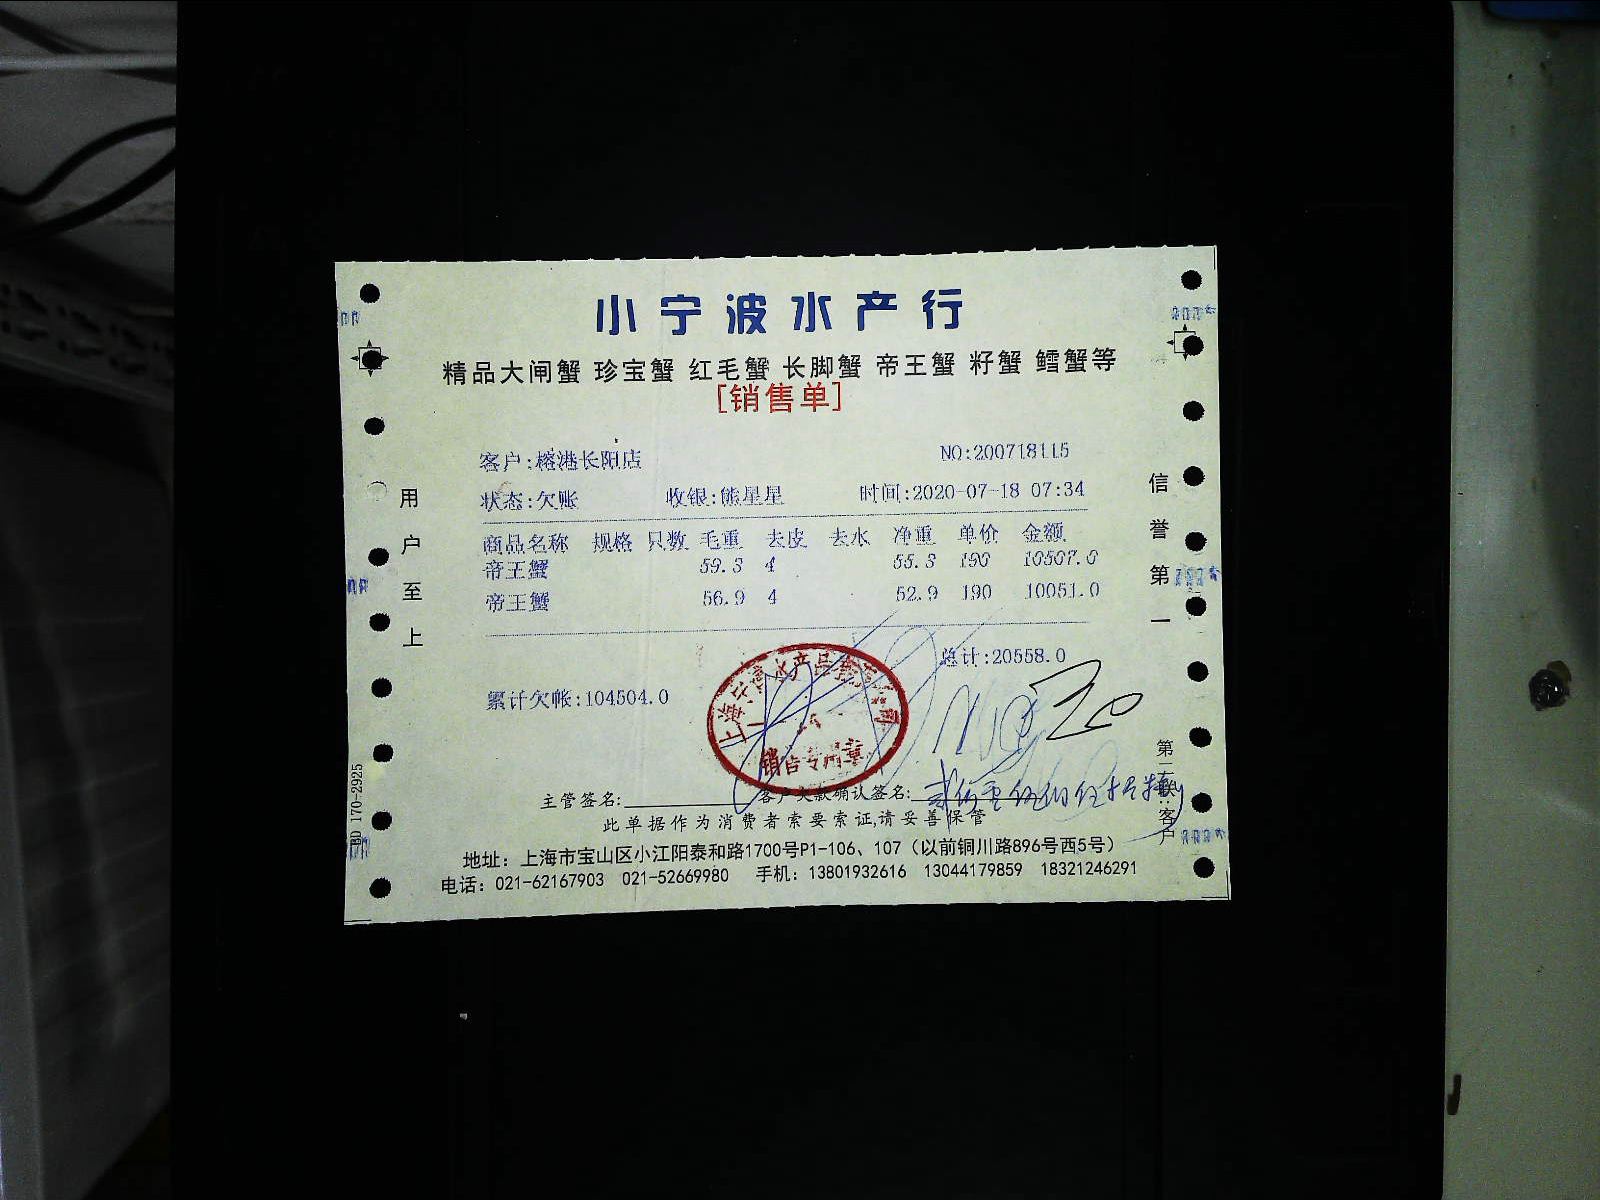 小宁波水产行
精品大闸蟹 珍宝蟹 红毛蟹 长脚蟹 帝王蟹 籽蟹 鳕蟹等
[销售单]
客户:榕港长阳店 NO:200718115
状态:欠账 收银:熊星星 时间:2020-07-18 07:34
商品名称 规格 只数 毛重 去皮 去水 净重 单价 金额
帝王蟹 59.3 4 55.3 190 10507.0
帝王蟹 56.9 4 52.9 190 10051.0
总计:20558.0
累计欠帐:104504.0
销售专用章
主管签名: 客户欠款确认签名:
此单据作为消费者索要索证,请妥善保管
地址：上海市宝山区小江阳泰和路1700号P1-106、107（以前铜川路896号西5号）
电话：021-62167903 021-52669980 手机：13801932616 13044179859 18321246291
用户至上
信誉第一
第二联:客户
BD 170-2925